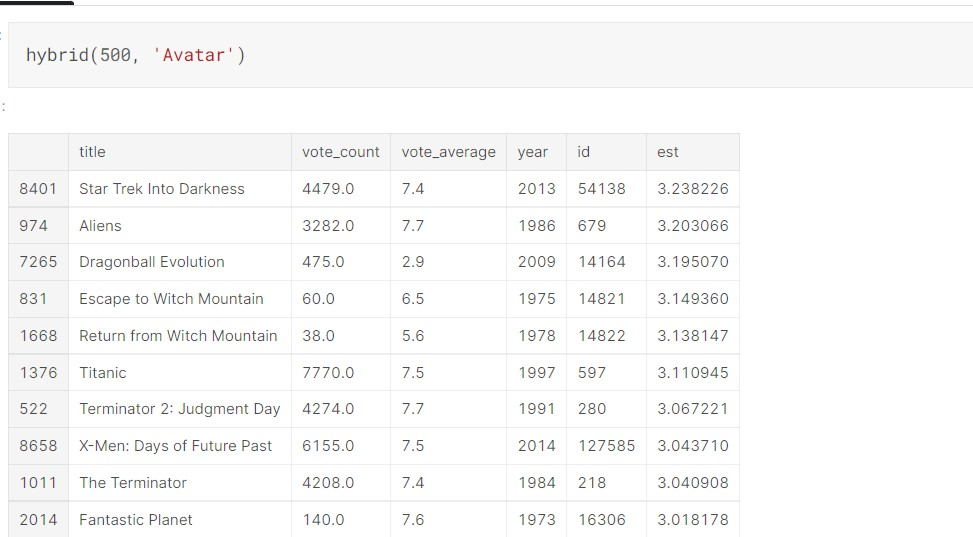 :
hybrid(500, 'Avatar')
:
title vote_count vote_average year id est
8401 Star Trek Into Darkness 4479.0 7.4 2013 54138 3.238226
974 Aliens 3282.0 7.7 1986 679 3.203066
7265 Dragonball Evolution 475.0 2.9 2009 14164 3.195070
831 Escape to Witch Mountain 60.0 6.5 1975 14821 3.149360
1668 Return from Witch Mountain 38.0 5.6 1978 14822 3.138147
1376 Titanic 7770.0 7.5 1997 597 3.110945
522 Terminator 2: Judgment Day 4274.0 7.7 1991 280 3.067221
8658 X-Men: Days of Future Past 6155.0 7.5 2014 127585 3.043710
1011 The Terminator 4208.0 7.4 1984 218 3.040908
2014 Fantastic Planet 140.0 7.6 1973 16306 3.018178